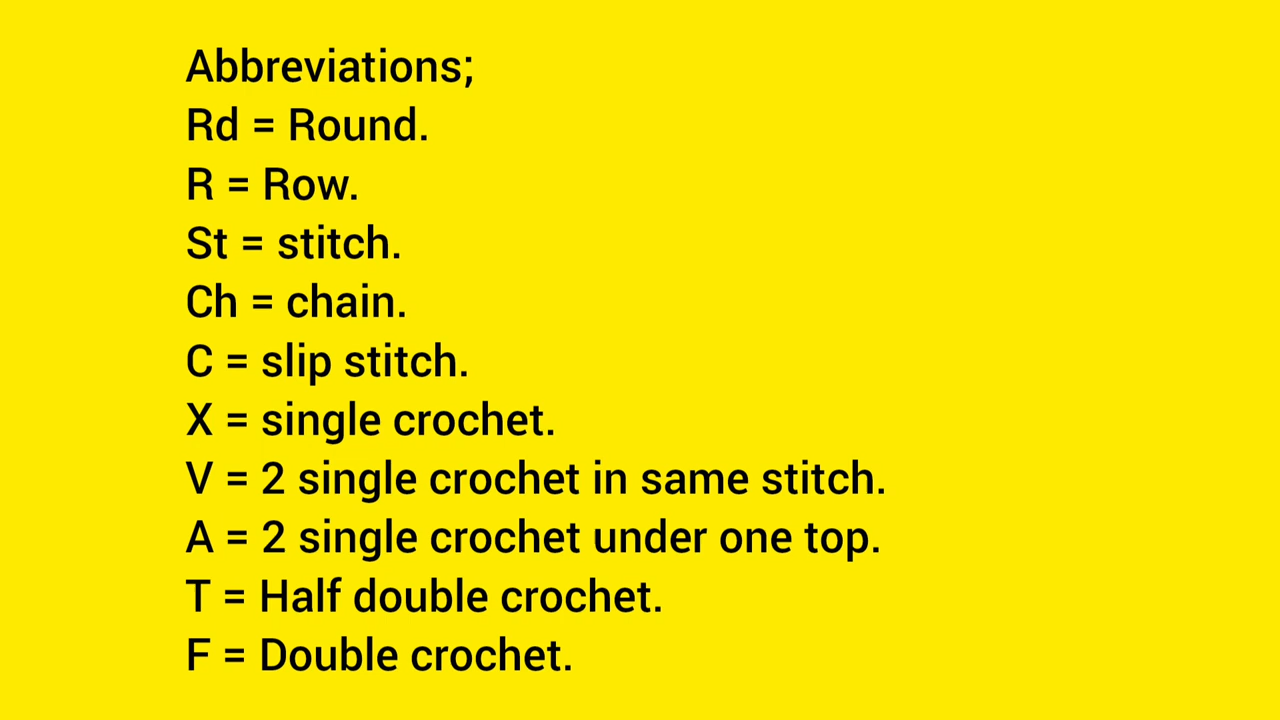 Abbreviations;
Rd = Round.
R = Row.
St = stitch.
Ch = chain.
C = slip stitch.
X = single crochet.
V = 2 single crochet in same stitch.
A = 2 single crochet under one top.
T = Half double crochet.
F = Double crochet.